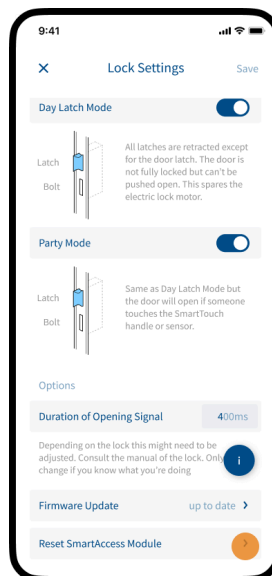 9:41
Lock Settings Save
Day Latch Mode
All latches are retracted except
for the door latch. The door is
not fully locked but can't be
pushed open. This spares the
electric lock motor.
Latch
Bolt
Party Mode
Same as Day Latch Mode but
the door will open if someone
touches the SmartTouch
handle or sensor.
Latch
Bolt
Options
Duration of Opening Signal 400ms
Depending on the lock this might need to be
adjusted. Consult the manual of the lock. Only
change if you know what you're doing
i
Firmware Update up to date
Reset SmartAccess Module